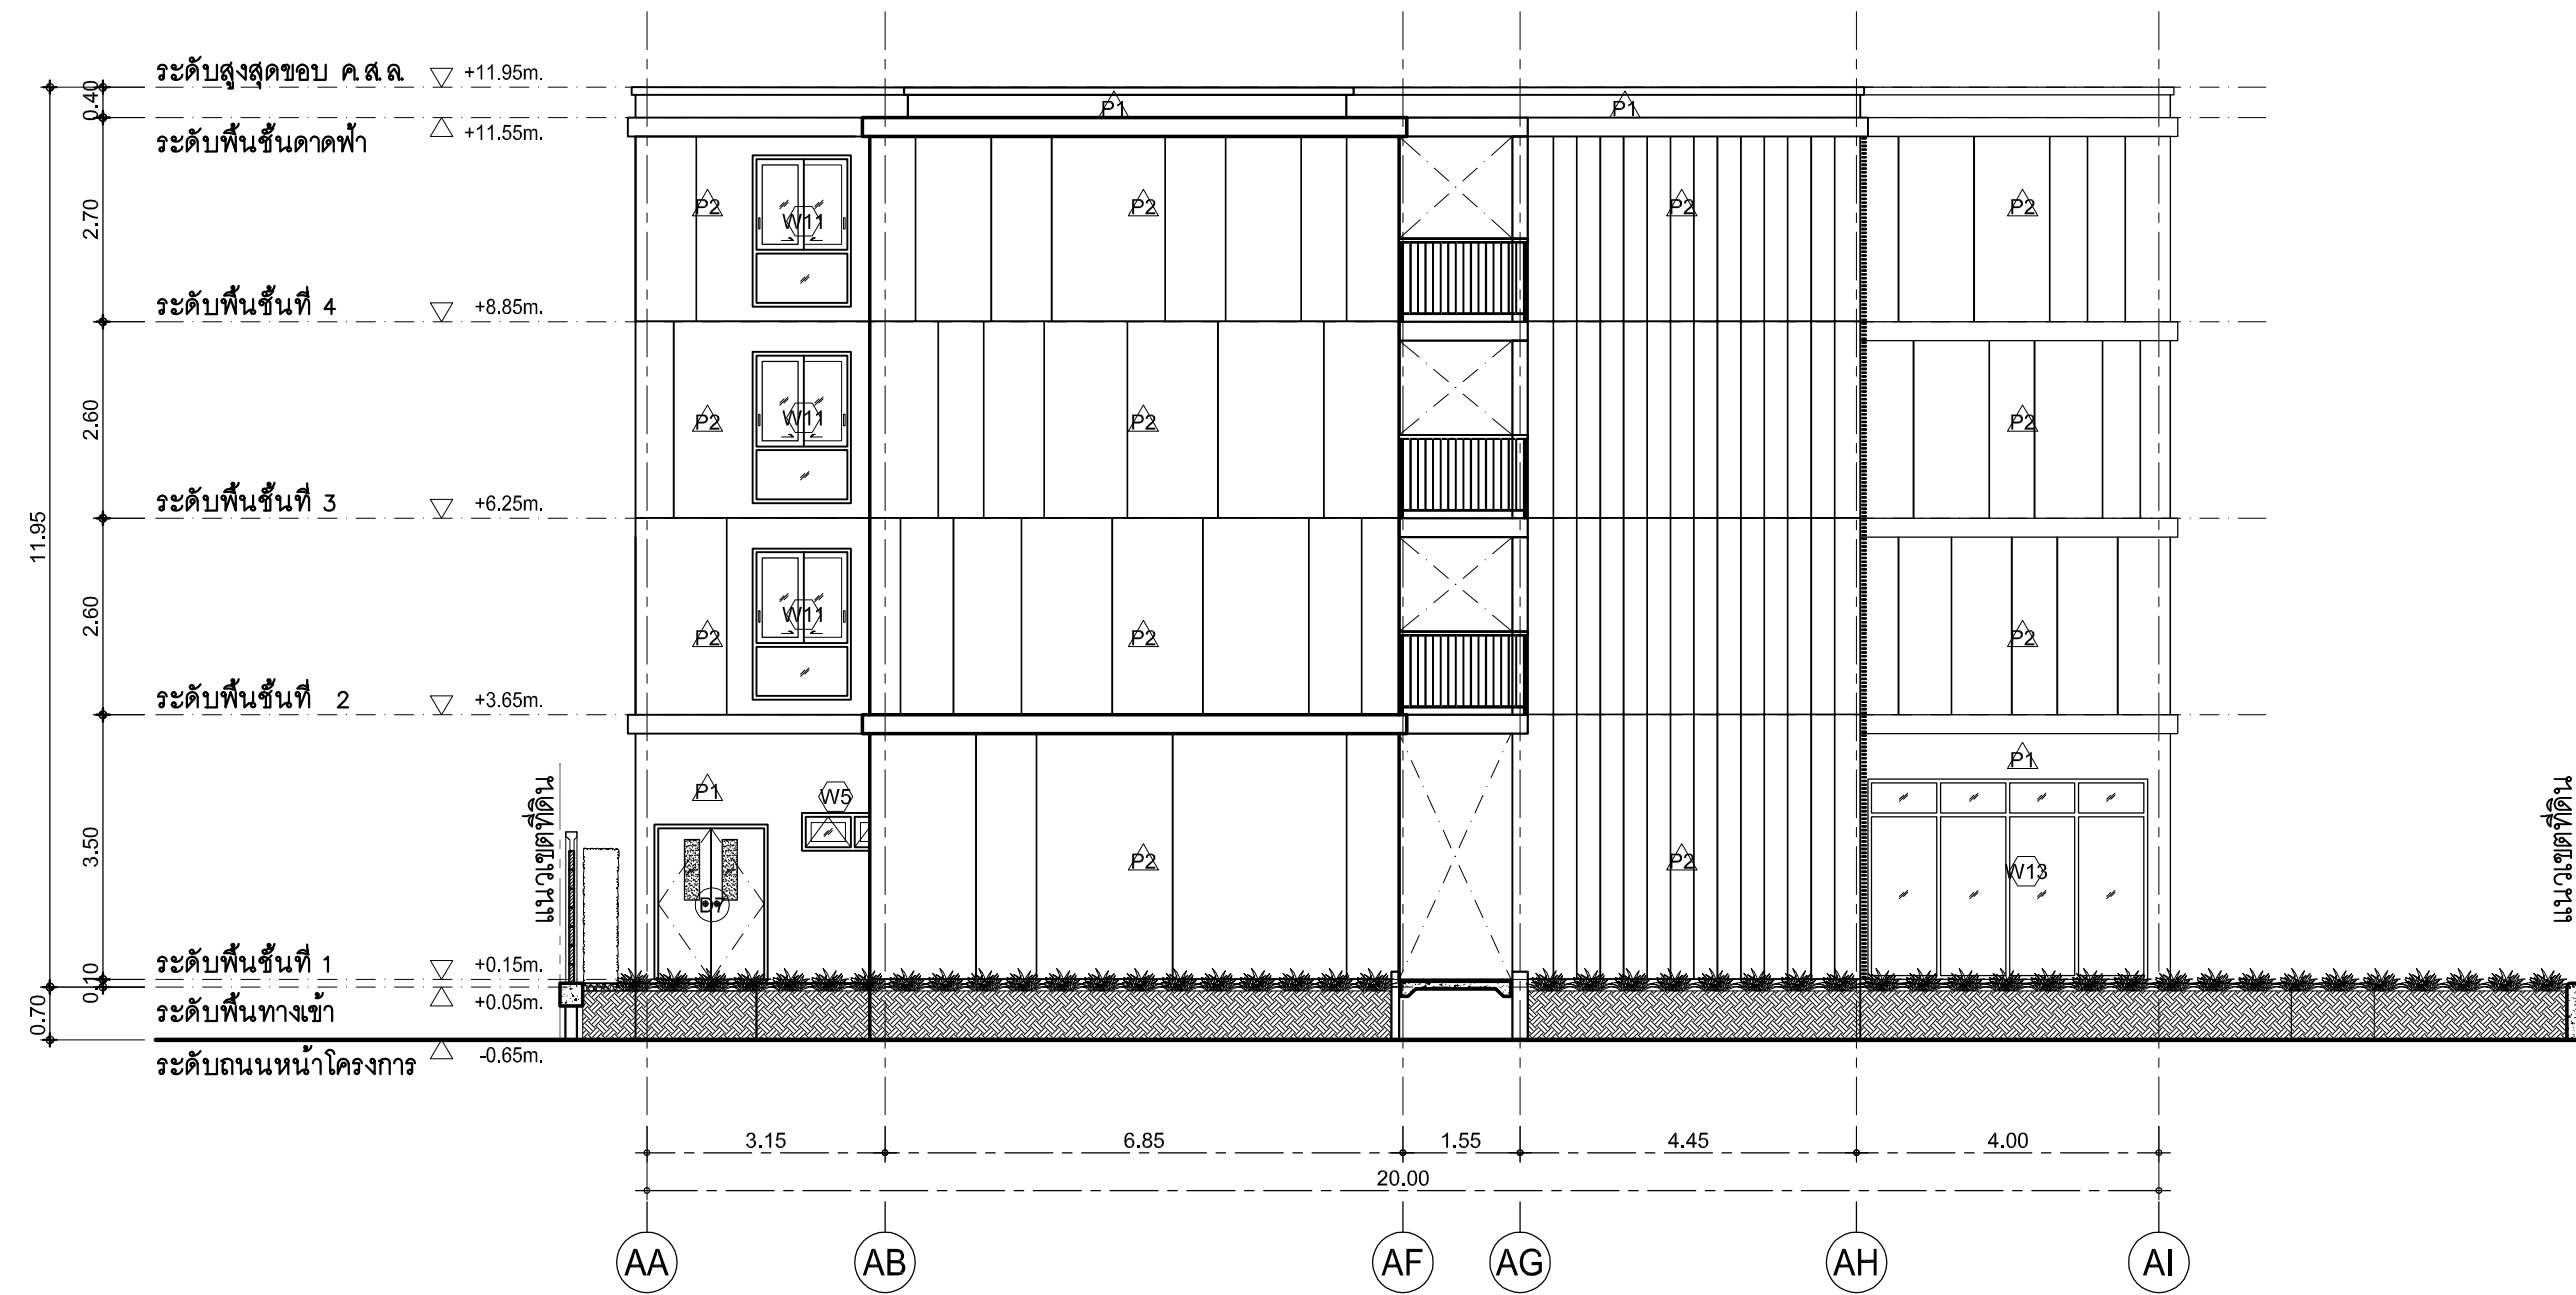 ระดับสูงสุดขอบ ค.ส.ล. +11.95m.
0.40
P1 P1
+11.55m.
ระดับพื้นชั้นดาดฟ้า
2.70
P2 W11 P2 P2 P2
ระดับพื้นชั้นที่ 4 +8.85m.
2.60
P2 W11 P2 P2
ระดับพื้นชั้นที่ 3 +6.25m.
11.95
2.60
P2 W11 P2 P2
ระดับพื้นชั้นที่ 2 +3.65m.
P1
P1 W5
แนวเขตที่ดิน แนวเขตที่ดิน
3.50
P2 P2 W13
D7
ระดับพื้นชั้นที่ 1 +0.15m.
0.10
+0.05m.
ระดับพื้นทางเข้า
0.70
ระดับถนนหน้าโครงการ -0.65m.
3.15 6.85 1.55 4.45 4.00
20.00
AA AB AF AG AH AI